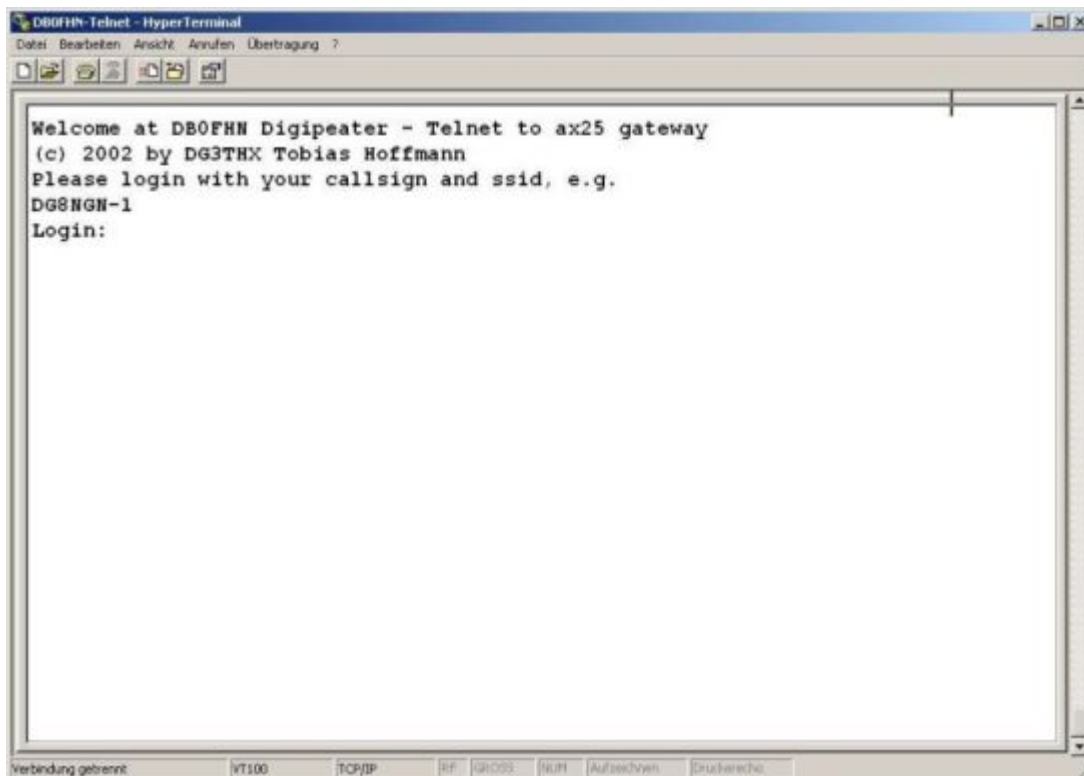 DB0FHN-Telnet - HyperTerminal
Datei Bearbeiten Ansicht Anrufen Übertragung ?
Welcome at DB0FHN Digipeater - Telnet to ax25 gateway
(c) 2002 by DG3THX Tobias Hoffmann
Please login with your callsign and ssid, e.g.
DG8NGN-1
Login:
Verbindung getrennt VT100 TCP/IP RF GROSS NUM Aufzeichnen Druckerecho